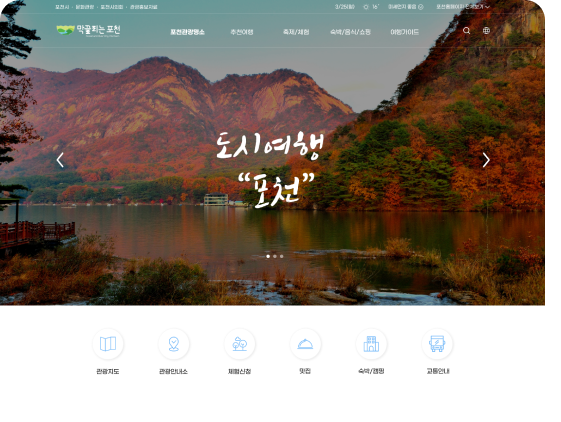 포천시 · 문화관광 · 포천시의회 · 관광홍보자료
3/25(월) 16° 미세먼지 좋음 포천홈페이지 전체보기
막끌리는 포천
포천관광명소 추천여행 축제/체험 숙박/음식/쇼핑 여행가이드
도시여행
“포천”
관광지도 관광안내소 체험신청 맛집 숙박/캠핑 교통안내